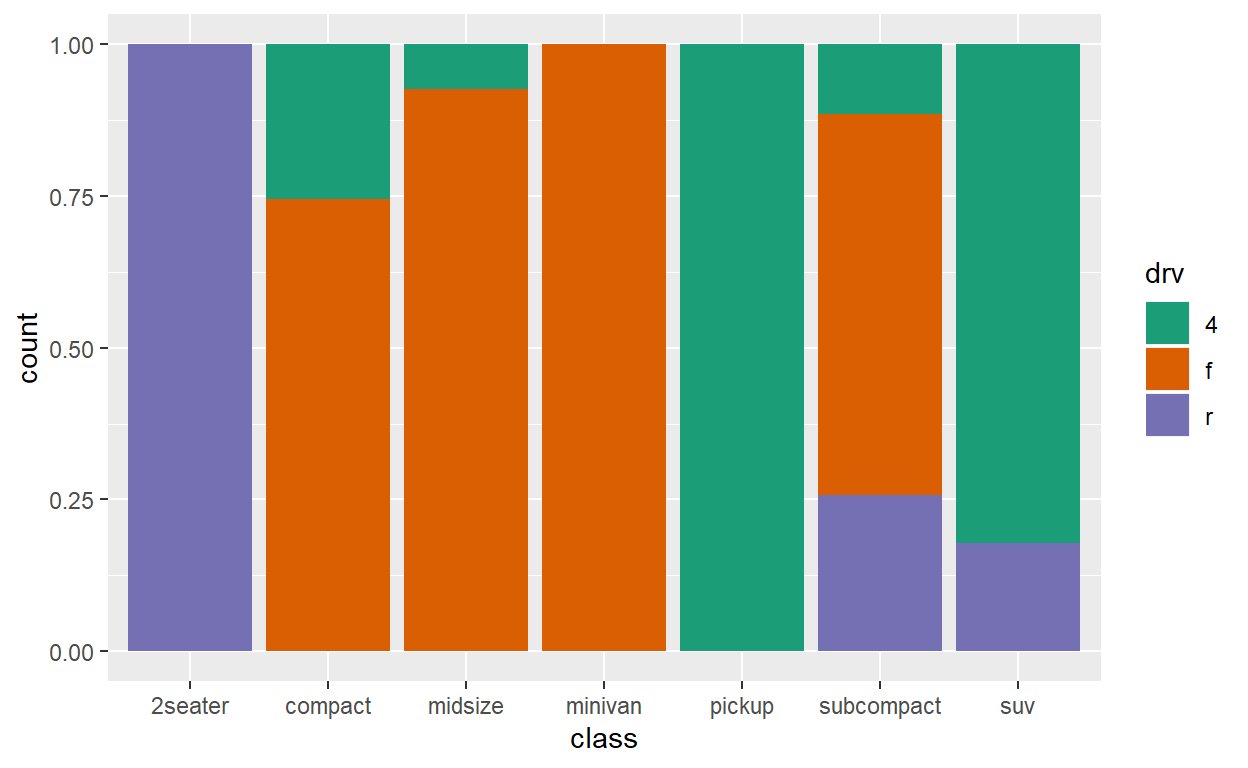 1.00
0.75
0.50
0.25
0.00
count
2seater compact midsize minivan pickup subcompact suv
class
drv
4
f
r